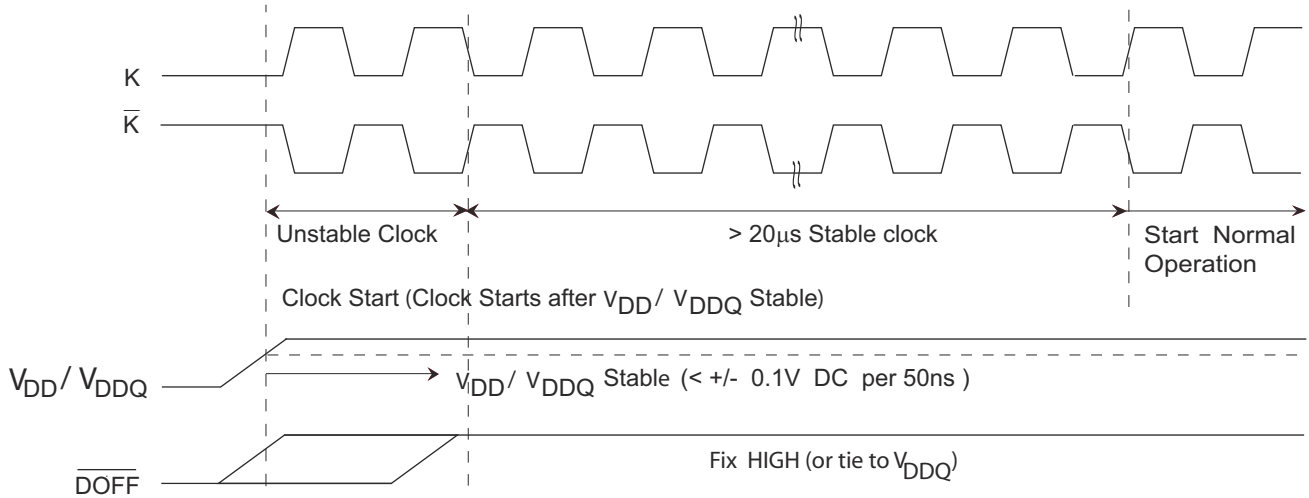 K
K̅
Unstable Clock
> 20μs Stable clock
Start Normal
Operation
Clock Start (Clock Starts after VDD / VDDQ Stable)
VDD / VDDQ
VDD / VDDQ Stable (< +/- 0.1V DC per 50ns )
Fix HIGH (or tie to VDDQ)
D̅O̅F̅F̅